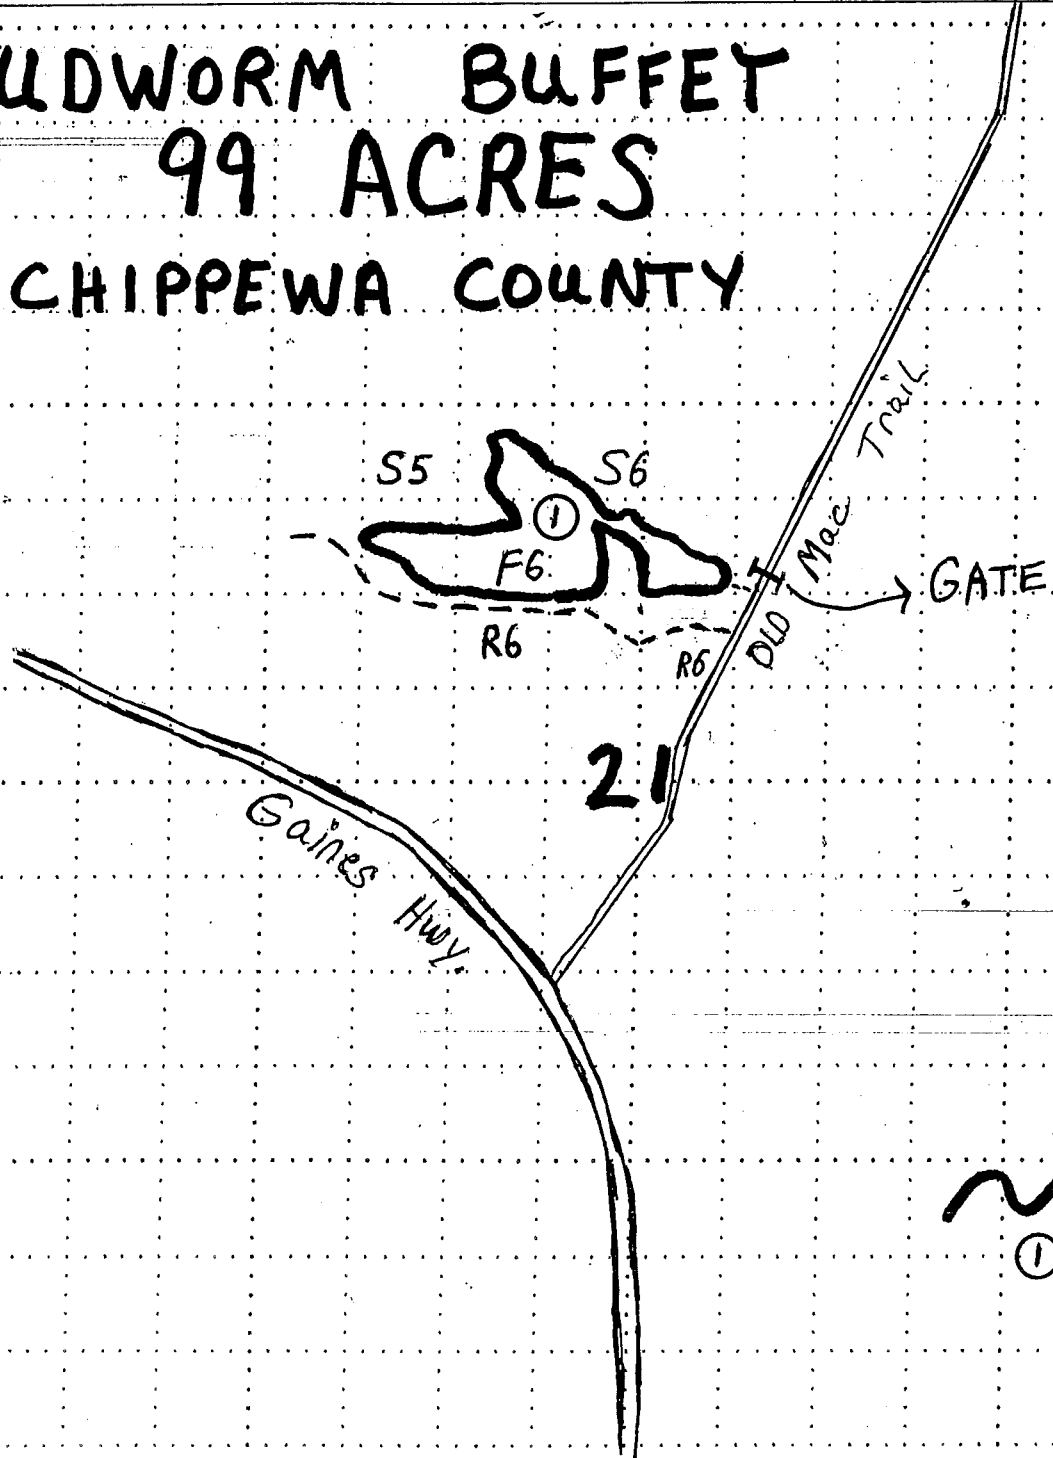 UDWORM BUFFET
99 ACRES
CHIPPEWA COUNTY
S5
S6
1
F6
R6
R6
OLD Mac Trail
GATE
21
Gaines Hwy.
1